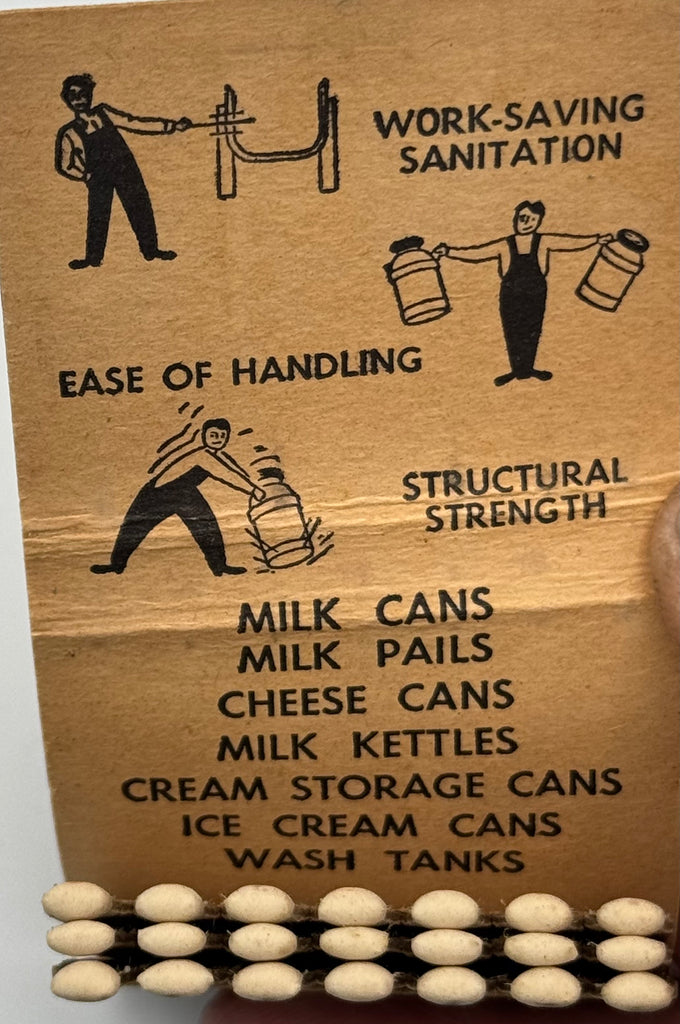 WORK-SAVING
SANITATION
EASE OF HANDLING
STRUCTURAL
STRENGTH
MILK CANS
MILK PAILS
CHEESE CANS
MILK KETTLES
CREAM STORAGE CANS
ICE CREAM CANS
WASH TANKS